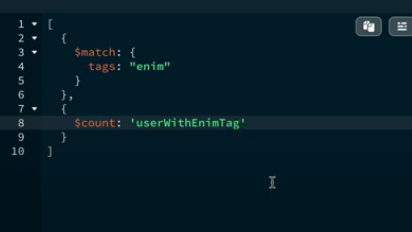 1 [
2 {
3 $match: {
4 tags: "enim"
5 }
6 },
7 {
8 $count: 'userWithEnimTag'
9 }
10 ]